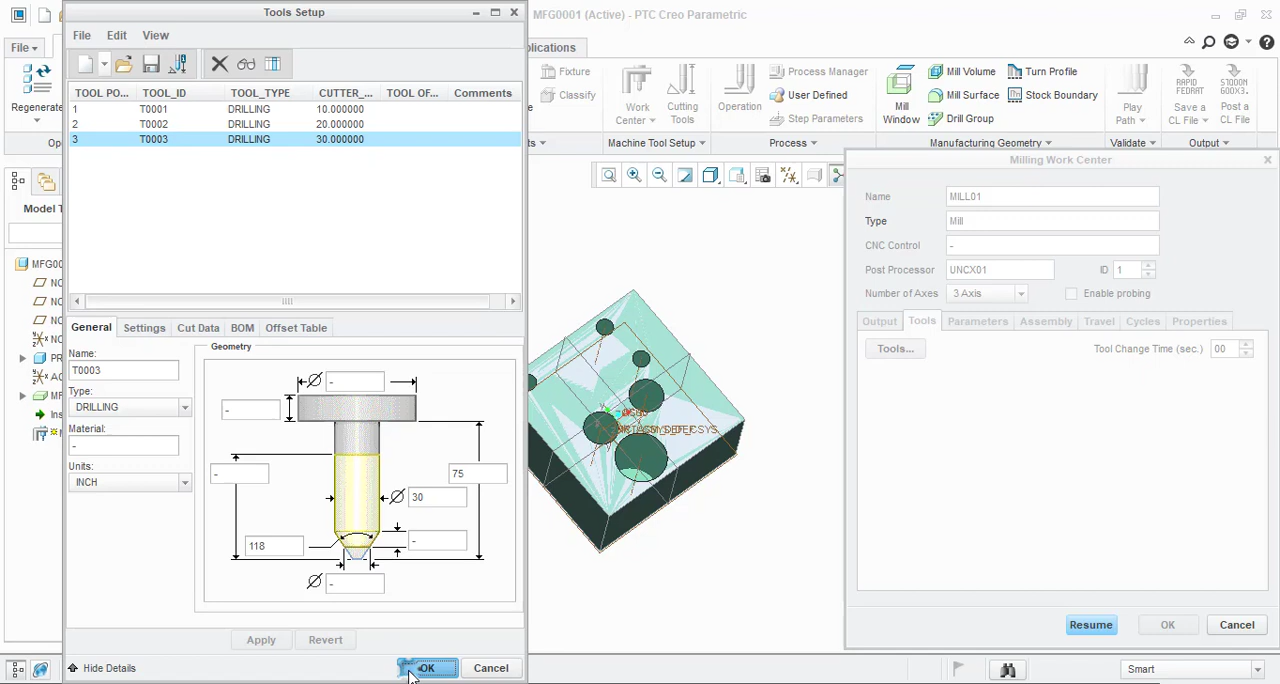 Tools Setup
MFG0001 (Active) - PTC Creo Parametric
File Edit View
File
plications
Regenerate
Fixture
Classify
Work Center
Cutting Tools
Operation
Process Manager
User Defined
Step Parameters
Mill Window
Mill Volume
Mill Surface
Drill Group
Turn Profile
Stock Boundary
Play Path
RAPID
FEDRAT
Save a CL File
5TOOOM
600X3.
Post a CL File
Machine Tool Setup
Process
Manufacturing Geometry
Validate
Output
TOOL PO... TOOL_ID TOOL_TYPE CUTTER_... TOOL OF... Comments
1 T0001 DRILLING 10.000000
2 T0002 DRILLING 20.000000
3 T0003 DRILLING 30.000000
Model T
MFG00
General Settings Cut Data BOM Offset Table
Name:
T0003
Type:
DRILLING
Material:
-
Units:
INCH
Geometry
Ø -
-
-
75
Ø 30
-
118
Ø -
Apply Revert
Hide Details
OK Cancel
Milling Work Center
Name MILL01
Type Mill
CNC Control -
Post Processor UNCX01 ID 1
Number of Axes 3 Axis Enable probing
Output Tools Parameters Assembly Travel Cycles Properties
Tools... Tool Change Time (sec.) 00
Resume OK Cancel
Smart